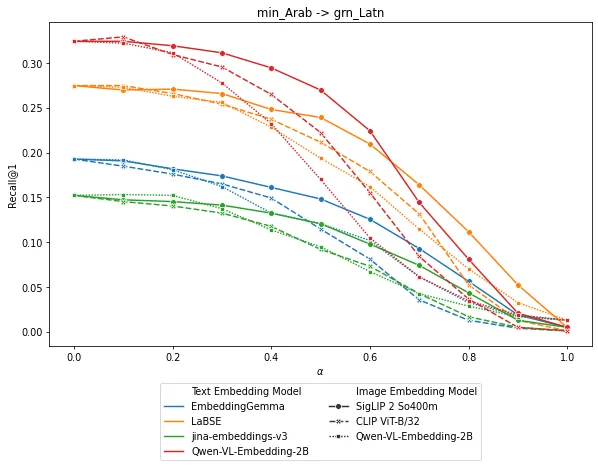 min_Arab -> grn_Latn
Recall@1
0.30
0.25
0.20
0.15
0.10
0.05
0.00
0.0 0.2 0.4 0.6 0.8 1.0
α
Text Embedding Model Image Embedding Model
EmbeddingGemma SigLIP 2 So400m
LaBSE CLIP ViT-B/32
jina-embeddings-v3 Qwen-VL-Embedding-2B
Qwen-VL-Embedding-2B